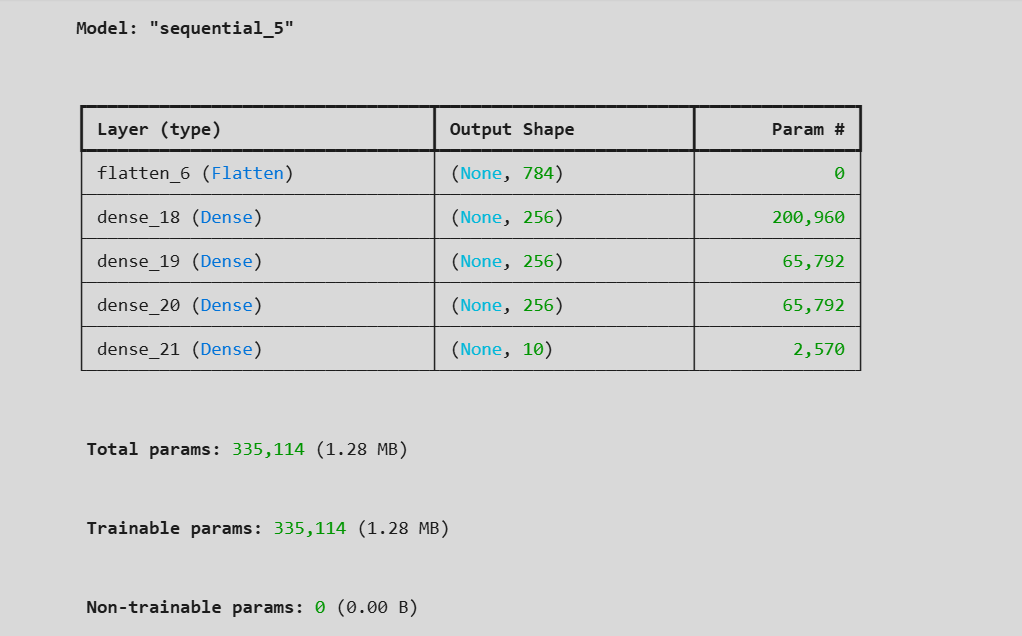 Model: "sequential_5"
Layer (type) Output Shape Param #
flatten_6 (Flatten) (None, 784) 0
dense_18 (Dense) (None, 256) 200,960
dense_19 (Dense) (None, 256) 65,792
dense_20 (Dense) (None, 256) 65,792
dense_21 (Dense) (None, 10) 2,570
Total params: 335,114 (1.28 MB)
Trainable params: 335,114 (1.28 MB)
Non-trainable params: 0 (0.00 B)